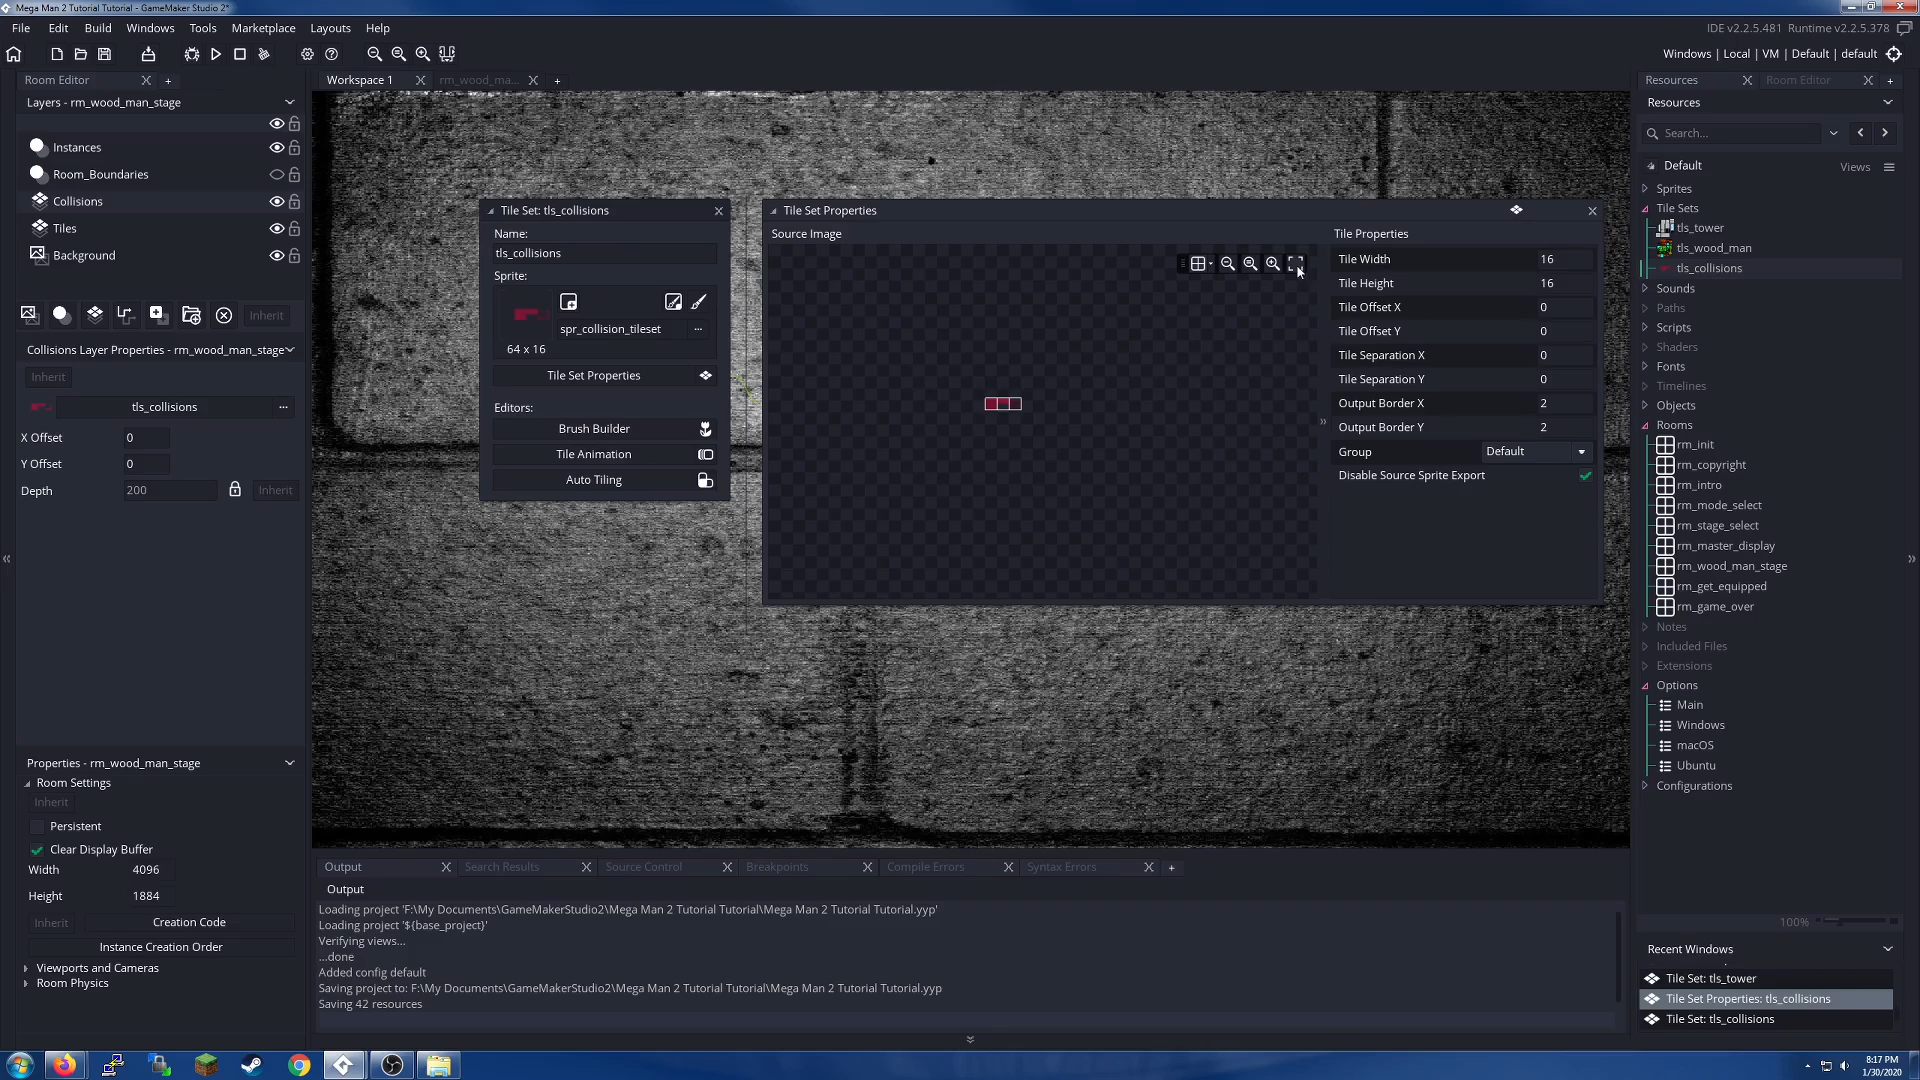 Mega Man 2 Tutorial Tutorial - GameMaker Studio 2*
File Edit Build Windows Tools Marketplace Layouts Help
IDE v2.2.5.481 Runtime v2.2.5.378
Windows | Local | VM | Default | default
Room Editor
Workspace 1
rm_wood_ma...
Resources
Room Editor
Layers - rm_wood_man_stage
Instances
Room_Boundaries
Collisions
Tiles
Background
Inherit
Collisions Layer Properties - rm_wood_man_stage
Inherit
tls_collisions
...
X Offset 0
Y Offset 0
Depth 200 Inherit
Properties - rm_wood_man_stage
Room Settings
Inherit
Persistent
Clear Display Buffer
Width 4096
Height 1884
Inherit Creation Code
Instance Creation Order
Viewports and Cameras
Room Physics
Tile Set: tls_collisions
Name:
tls_collisions
Sprite:
spr_collision_tileset ...
64 x 16
Tile Set Properties
Editors:
Brush Builder
Tile Animation
Auto Tiling
Tile Set Properties
Source Image
Tile Properties
Tile Width 16
Tile Height 16
Tile Offset X 0
Tile Offset Y 0
Tile Separation X 0
Tile Separation Y 0
Output Border X 2
Output Border Y 2
Group Default
Disable Source Sprite Export
Output
Search Results
Source Control
Breakpoints
Compile Errors
Syntax Errors
Output
Loading project 'F:\My Documents\GameMakerStudio2\Mega Man 2 Tutorial Tutorial\Mega Man 2 Tutorial Tutorial.yyp'
Loading project '${base_project}'
Verifying views...
...done
Added config default
Saving project to: F:\My Documents\GameMakerStudio2\Mega Man 2 Tutorial Tutorial\Mega Man 2 Tutorial Tutorial.yyp
Saving 42 resources
Resources
Search...
Default
Views
Sprites
Tile Sets
tls_tower
tls_wood_man
tls_collisions
Sounds
Paths
Scripts
Shaders
Fonts
Timelines
Objects
Rooms
rm_init
rm_copyright
rm_intro
rm_mode_select
rm_stage_select
rm_master_display
rm_wood_man_stage
rm_get_equipped
rm_game_over
Notes
Included Files
Extensions
Options
Main
Windows
macOS
Ubuntu
Configurations
100%
Recent Windows
Tile Set: tls_tower
Tile Set Properties: tls_collisions
Tile Set: tls_collisions
8:17 PM
1/30/2020